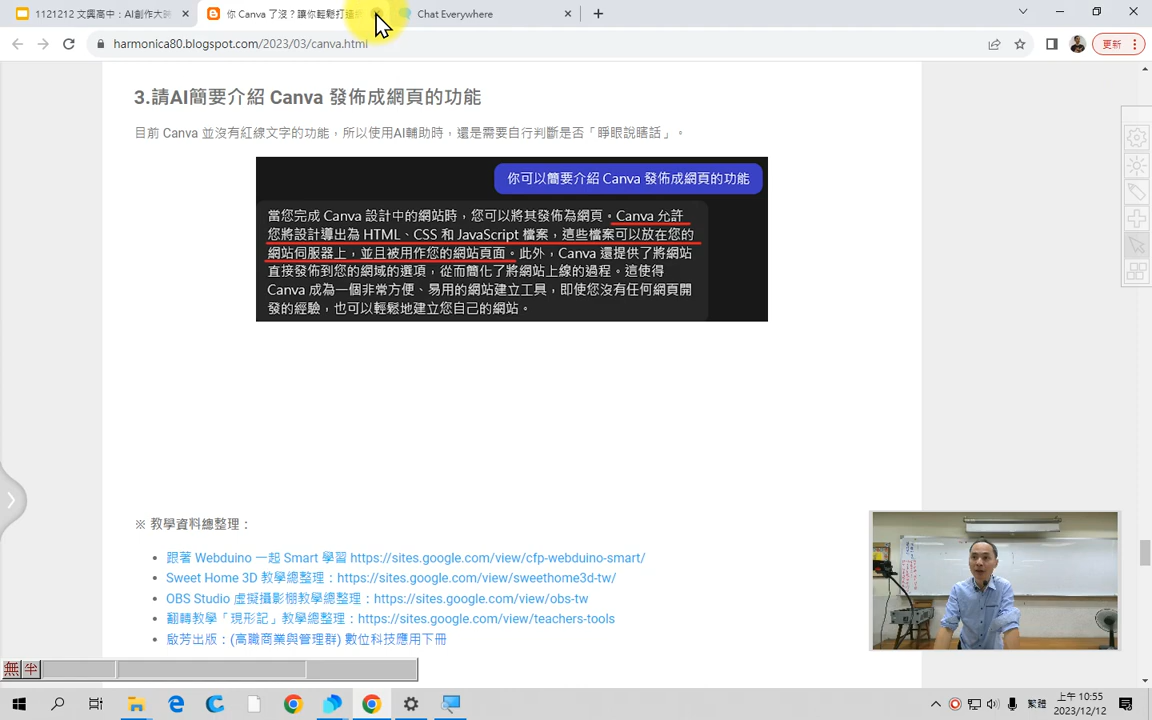 1121212 文興高中：AI創作大
你 Canva 了沒？讓你輕鬆打造
Chat Everywhere
harmonica80.blogspot.com/2023/03/canva.html
更新
3.請AI簡要介紹 Canva 發佈成網頁的功能
目前 Canva 並沒有紅線文字的功能，所以使用AI輔助時，還是需要自行判斷是否「睜眼說瞎話」。
你可以簡要介紹 Canva 發佈成網頁的功能
當您完成 Canva 設計中的網站時，您可以將其發佈為網頁。Canva 允許
您將設計導出為 HTML、CSS 和 JavaScript 檔案，這些檔案可以放在您的
網站伺服器上，並且被用作您的網站頁面。此外，Canva 還提供了將網站
直接發佈到您的網域的選項，從而簡化了將網站上線的過程。這使得
Canva 成為一個非常方便、易用的網站建立工具，即使您沒有任何網頁開
發的經驗，也可以輕鬆地建立您自己的網站。
※ 教學資料總整理：
跟著 Webduino 一起 Smart 學習 https://sites.google.com/view/cfp-webduino-smart/
Sweet Home 3D 教學總整理：https://sites.google.com/view/sweethome3d-tw/
OBS Studio 虛擬攝影棚教學總整理：https://sites.google.com/view/obs-tw
翻轉教學「現形記」教學總整理：https://sites.google.com/view/teachers-tools
啟芳出版：(高職商業與管理群) 數位科技應用下冊
無 半
繁體
上午 10:55
2023/12/12